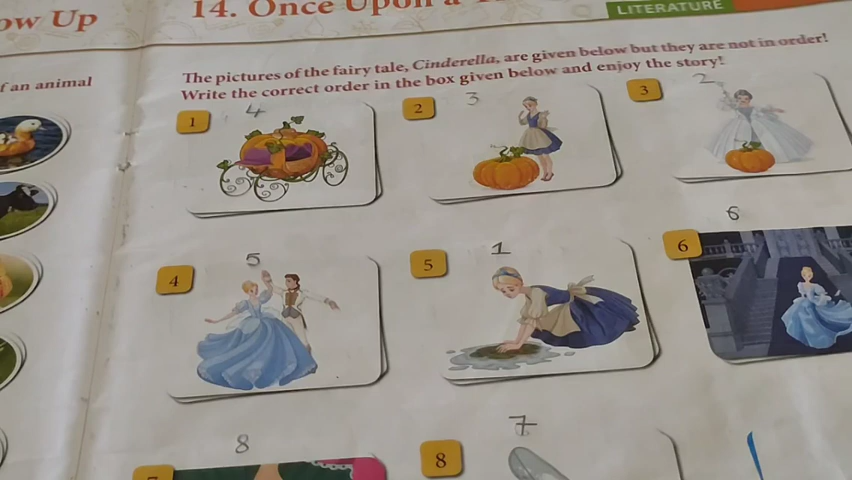 ow Up
14. Once Upon a
LITERATURE
f an animal
The pictures of the fairy tale, Cinderella, are given below but they are not in order!
Write the correct order in the box given below and enjoy the story!
1 4
2 3
3 2
4 5
5 1
6 6
8
8 7